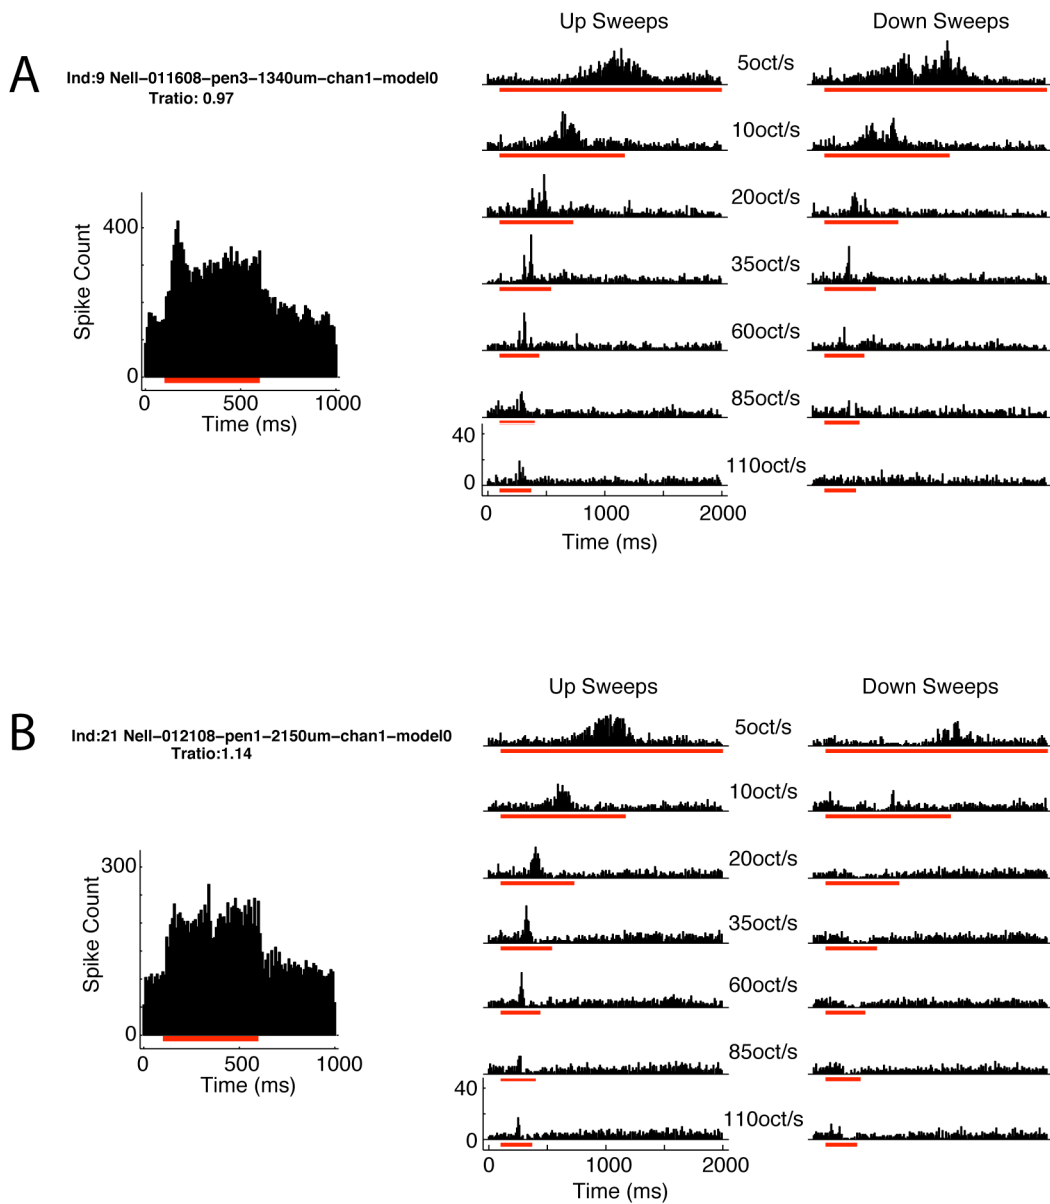 A
Ind:9 Nell–011608–pen3–1340um–chan1–model0
Tratio: 0.97
Spike Count
400
0
0
500
1000
Time (ms)
Up Sweeps
Down Sweeps
5oct/s
10oct/s
20oct/s
35oct/s
60oct/s
85oct/s
110oct/s
40
0
0
1000
2000
Time (ms)
B
Ind:21 Nell–012108–pen1–2150um–chan1–model0
Tratio:1.14
Spike Count
300
0
0
500
1000
Time (ms)
Up Sweeps
Down Sweeps
5oct/s
10oct/s
20oct/s
35oct/s
60oct/s
85oct/s
110oct/s
40
0
0
1000
2000
Time (ms)